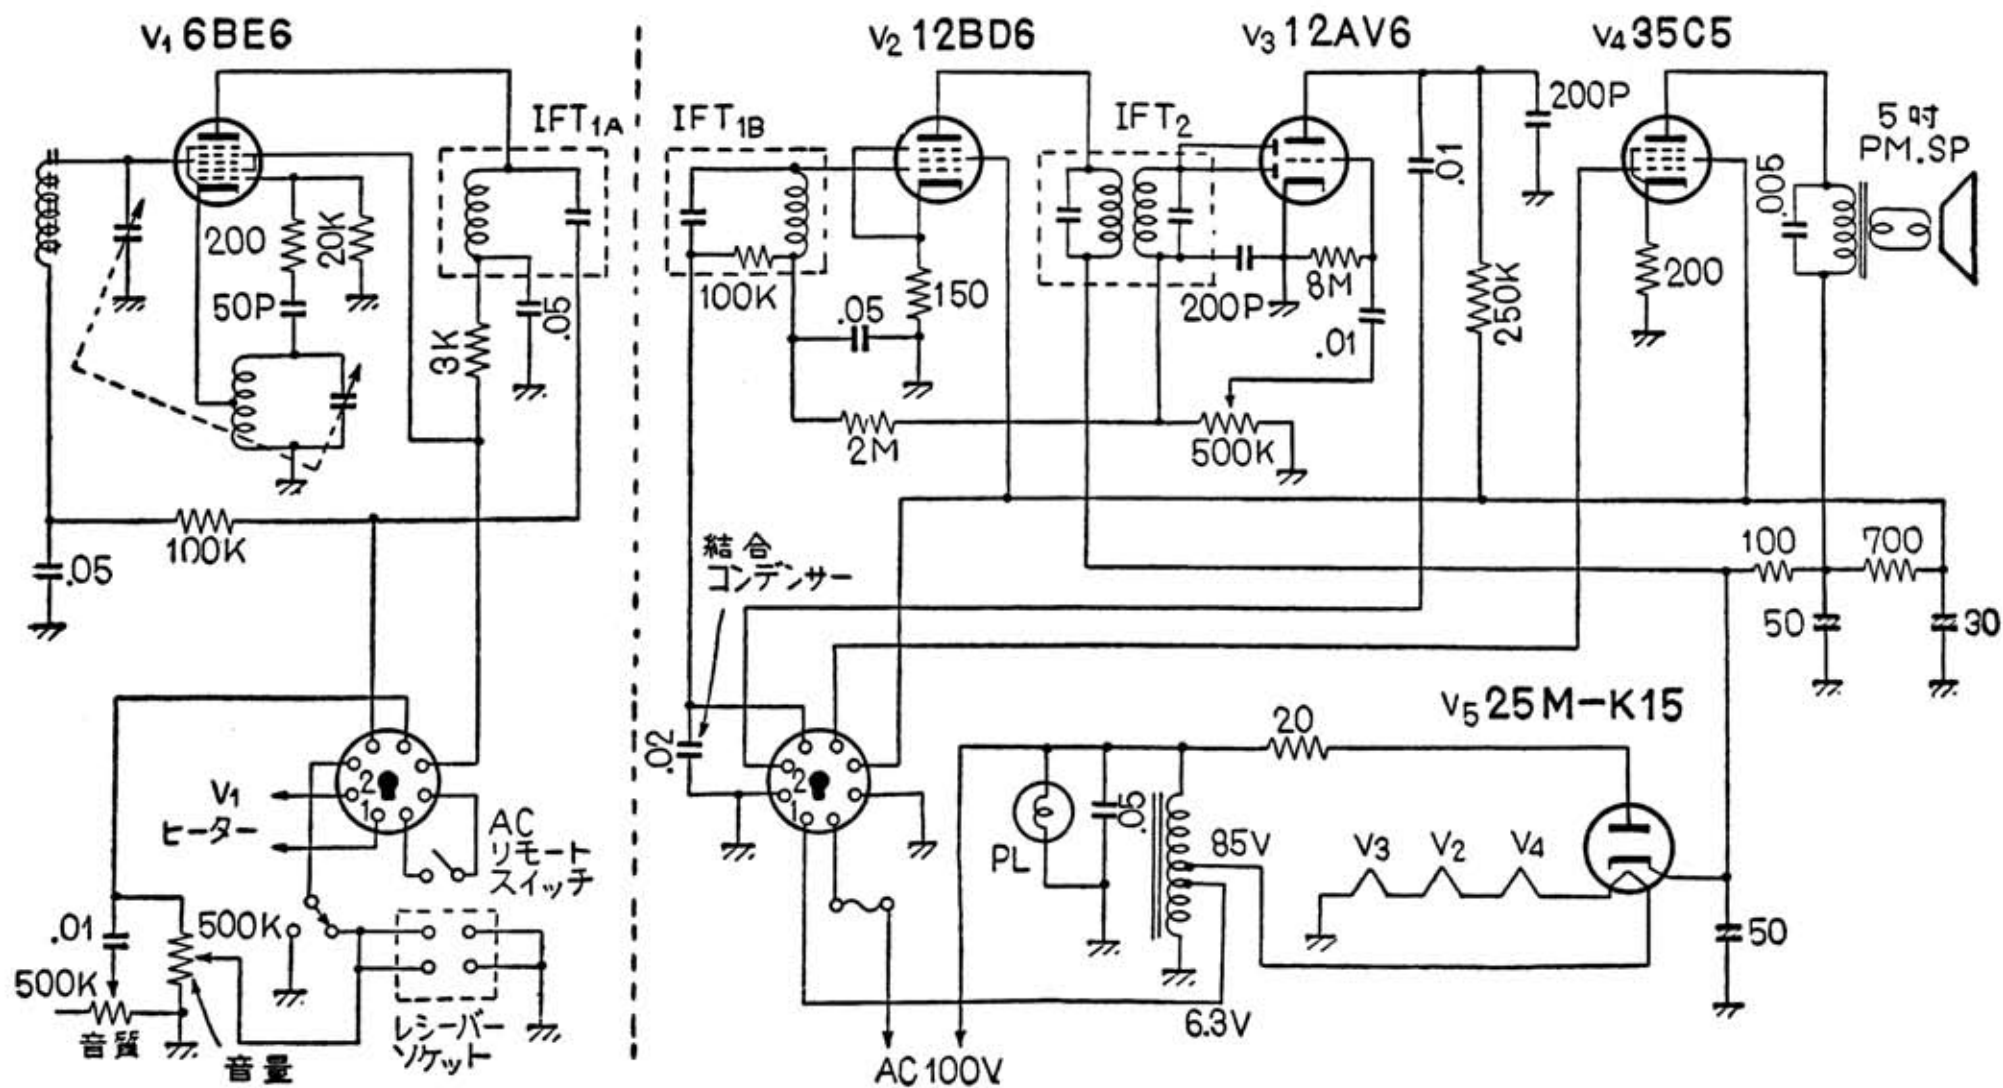 V₁ 6BE6
V₂ 12BD6
V₃ 12AV6
V₄ 35C5
IFT₁A
IFT₁B
IFT₂
200P
5吋
PM.SP
.01
.005
200
20K
50P
3K
.05
100K
.05
150
200P
8M
.01
250K
200
2M
500K
100K
.05
結合
コンデンサー
100
700
50
30
.02
V₅ 25M-K15
20
2
1
V₁
ヒーター
AC
リモート
スイッチ
2
1
PL
.05
85V
V₃
V₂
V₄
.01
500K
500K
50
音質
音量
レシーバー
ソケット
6.3V
AC100V